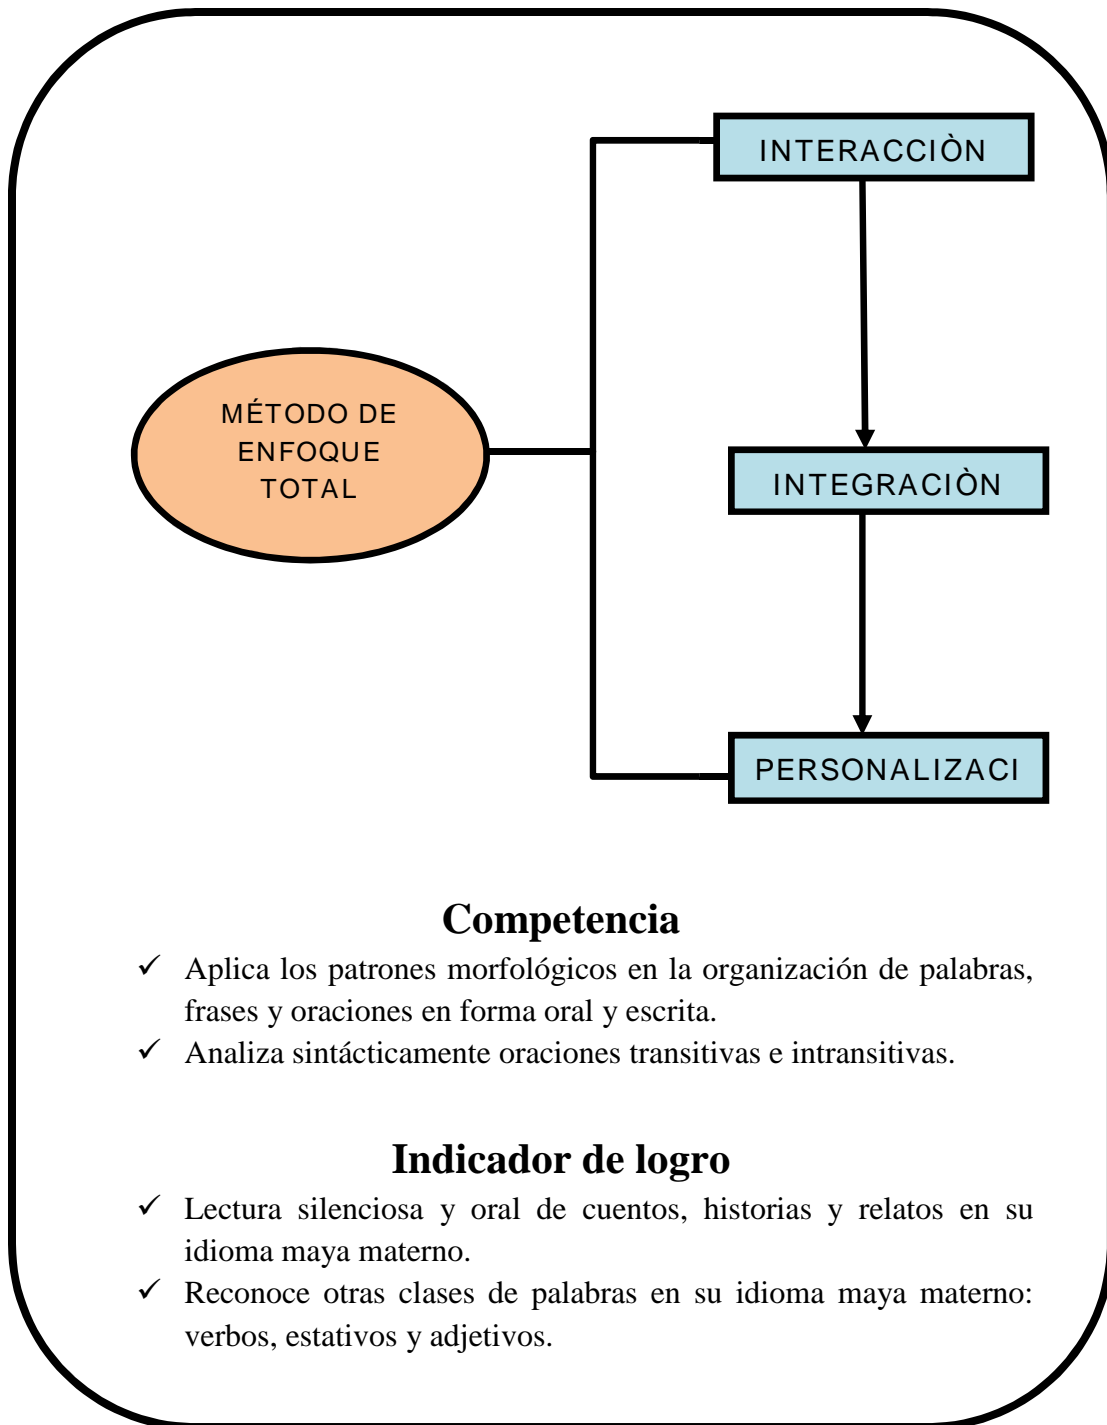 INTERACCIÒN
MÉTODO DE
ENFOQUE
TOTAL
INTEGRACIÒN
PERSONALIZACI
Competencia
✓ Aplica los patrones morfológicos en la organización de palabras,
frases y oraciones en forma oral y escrita.
✓ Analiza sintácticamente oraciones transitivas e intransitivas.
Indicador de logro
✓ Lectura silenciosa y oral de cuentos, historias y relatos en su
idioma maya materno.
✓ Reconoce otras clases de palabras en su idioma maya materno:
verbos, estativos y adjetivos.